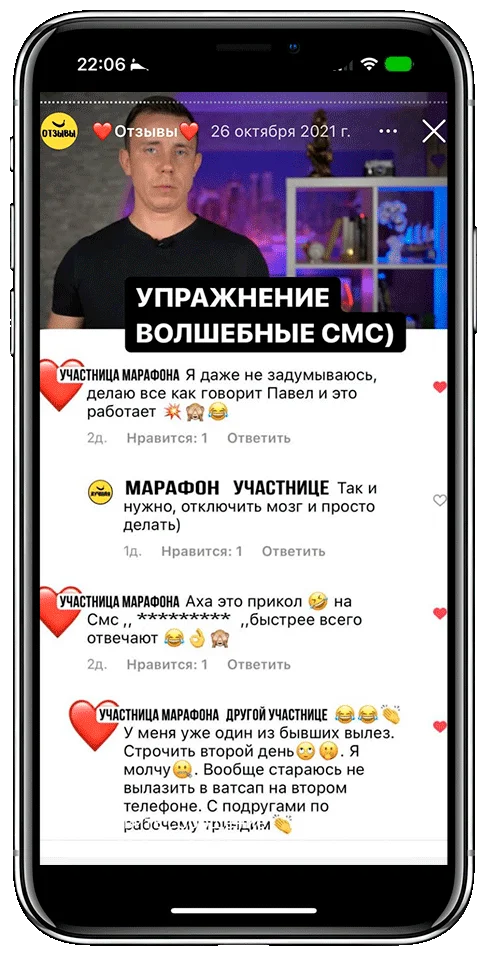 22:06
ОТЗЫВЫ ❤️Отзывы❤️ 26 октября 2021 г.
УПРАЖНЕНИЕ
ВОЛШЕБНЫЕ СМС)
УЧАСТНИЦА МАРАФОНА Я даже не задумываюсь,
делаю все как говорит Павел и это
работает 💥🙈😂
2д. Нравится: 1 Ответить
МАРАФОН УЧАСТНИЦЕ Так и
нужно, отключить мозг и просто
делать)
1д. Нравится: 1 Ответить
УЧАСТНИЦА МАРАФОНА Аха это прикол 🤣 на
Смс ,, ********* ,,быстрее всего
отвечают 😂👌🙈
2д. Нравится: 1 Ответить
УЧАСТНИЦА МАРАФОНА ДРУГОЙ УЧАСТНИЦЕ 😂😂👏
У меня уже один из бывших вылез.
Строчить второй день🙄🤫. Я
молчу🤐. Вообще стараюсь не
вылазить в ватсап на втором
телефоне. С подругами по
рабочему трындим👏